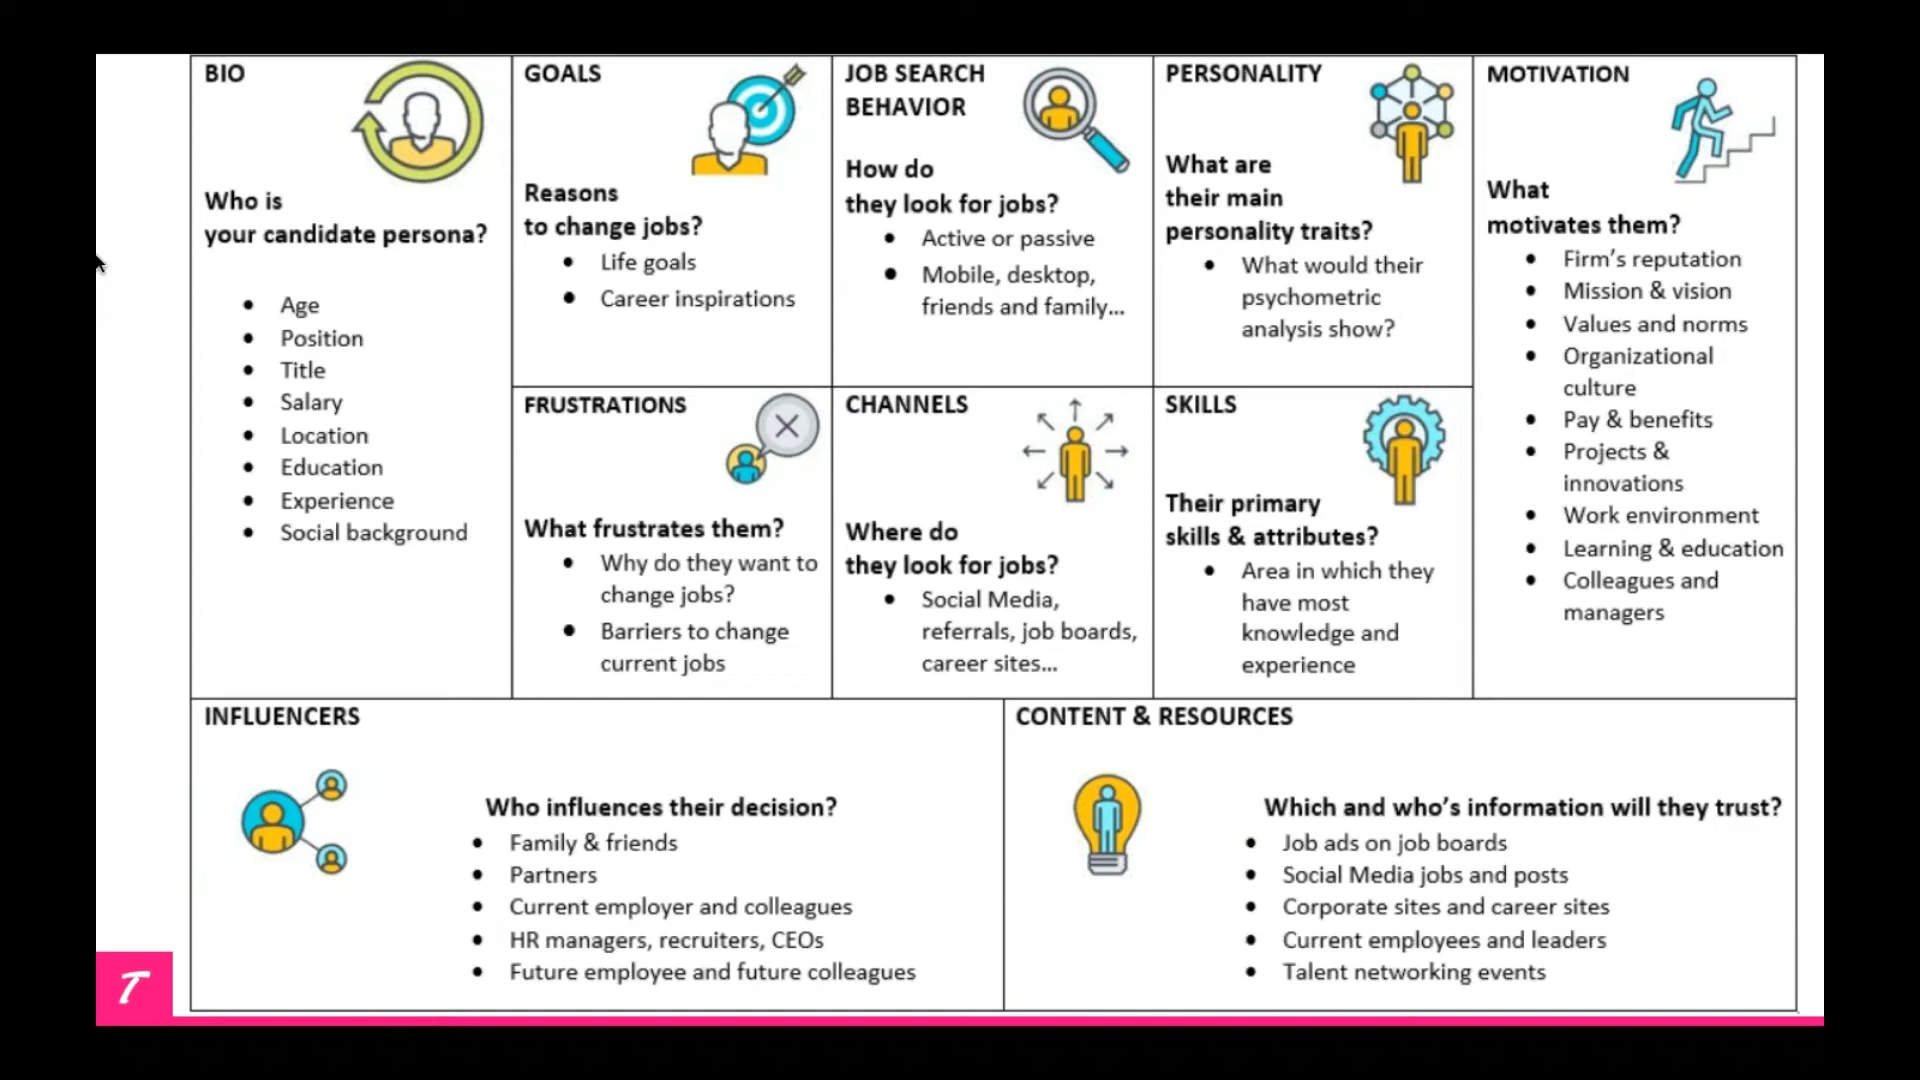 BIO
Who is
your candidate persona?
Age
Position
Title
Salary
Location
Education
Experience
Social background
GOALS
Reasons
to change jobs?
Life goals
Career inspirations
JOB SEARCH
BEHAVIOR
How do
they look for jobs?
Active or passive
Mobile, desktop,
friends and family...
PERSONALITY
What are
their main
personality traits?
What would their
psychometric
analysis show?
MOTIVATION
What
motivates them?
Firm's reputation
Mission & vision
Values and norms
Organizational
culture
Pay & benefits
Projects &
innovations
Work environment
Learning & education
Colleagues and
managers
FRUSTRATIONS
What frustrates them?
Why do they want to
change jobs?
Barriers to change
current jobs
CHANNELS
Where do
they look for jobs?
Social Media,
referrals, job boards,
career sites...
SKILLS
Their primary
skills & attributes?
Area in which they
have most
knowledge and
experience
INFLUENCERS
Who influences their decision?
Family & friends
Partners
Current employer and colleagues
HR managers, recruiters, CEOs
Future employee and future colleagues
CONTENT & RESOURCES
Which and who's information will they trust?
Job ads on job boards
Social Media jobs and posts
Corporate sites and career sites
Current employees and leaders
Talent networking events
T